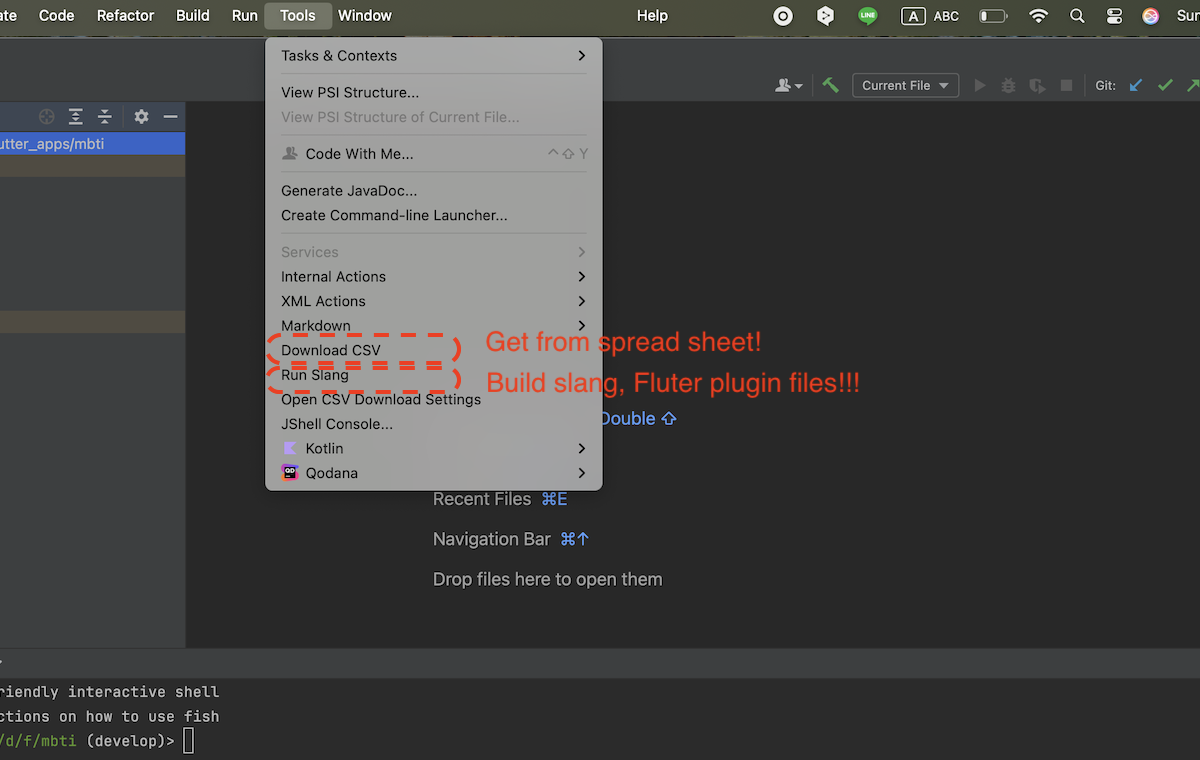 ate Code Refactor Build Run Tools Window Help LINE A ABC Sun
Tasks & Contexts
Current File Git:
View PSI Structure...
View PSI Structure of Current File...
utter_apps/mbti
Code With Me... ^⇧Y
Generate JavaDoc...
Create Command-line Launcher...
Services
Internal Actions
XML Actions
Markdown
Get from spread sheet!
Download CSV
Run Slang
Build slang, Fluter plugin files!!!
Open CSV Download Settings
Double ⇧
JShell Console...
Kotlin
QD Qodana
Recent Files ⌘E
Navigation Bar ⌘↑
Drop files here to open them
riendly interactive shell
ctions on how to use fish
/d/f/mbti (develop)>